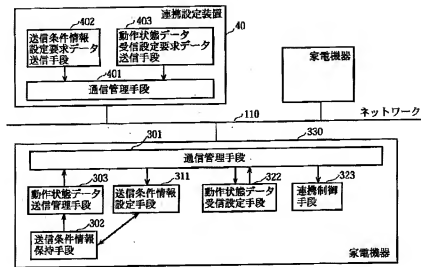 連携設定装置
402
403
40
送信条件情報
設定要求データ
送信手段
動作状態データ
受信設定要求データ
送信手段
401
通信管理手段
家電機器
110
ネットワーク
301
330
通信管理手段
303
311
322
323
動作状態データ
送信管理手段
送信条件情報
設定手段
動作状態データ
受信設定手段
連携制御
手段
302
送信条件情報
保持手段
家電機器